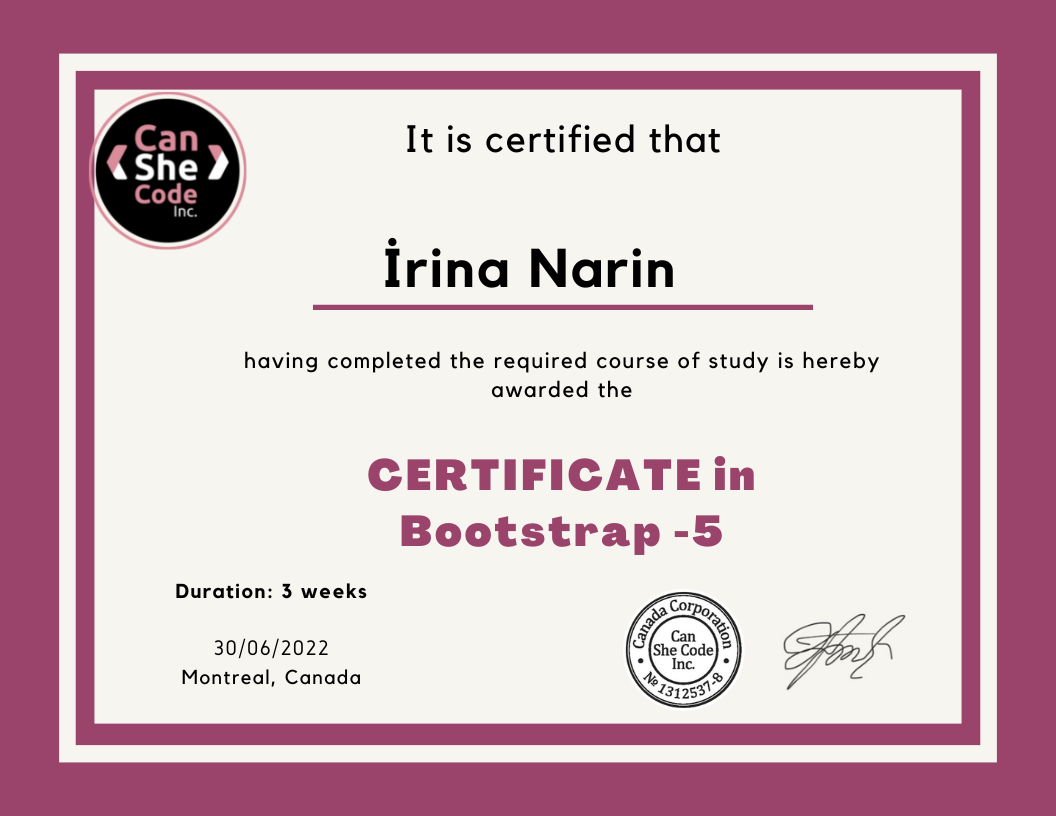 Can
She
Code
Inc.
It is certified that
İrina Narin
having completed the required course of study is hereby
awarded the
CERTIFICATE in
Bootstrap -5
Duration: 3 weeks
30/06/2022
Montreal, Canada
Canada Corporation
Can
She Code
Inc.
№ 1312537-8